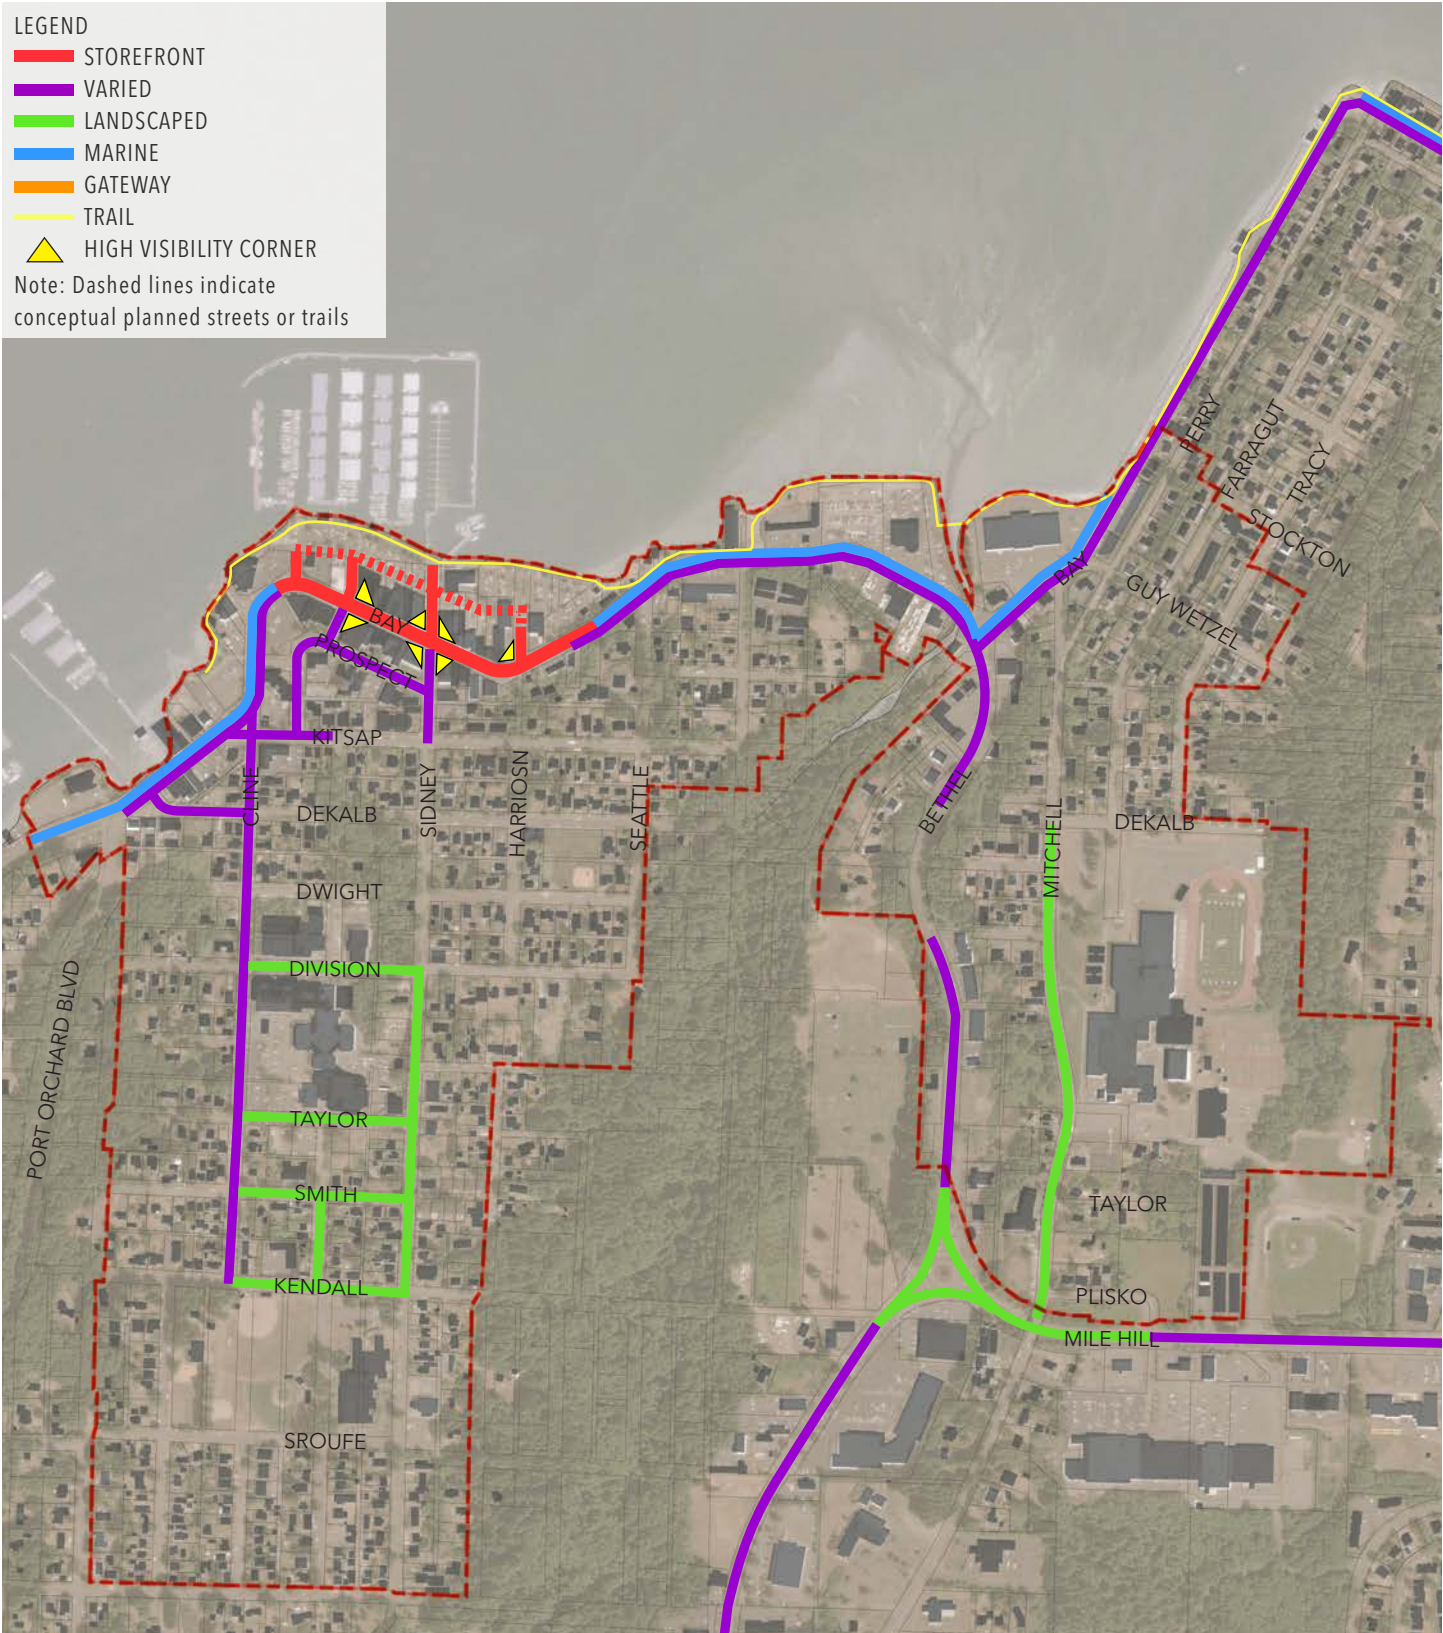 LEGEND
STOREFRONT
VARIED
LANDSCAPED
MARINE
GATEWAY
TRAIL
HIGH VISIBILITY CORNER
Note: Dashed lines indicate
conceptual planned streets or trails
PERRY
FARRAGUT
TRACY
STOCKTON
BAY
GUY WETZEL
BAY
PROSPECT
KITSAP
CLINE
SIDNEY
HARRIOSN
SEATTLE
DEKALB
BETHEL
MITCHELL
DEKALB
DWIGHT
DIVISION
PORT ORCHARD BLVD
TAYLOR
SMITH
TAYLOR
KENDALL
PLISKO
MILE HILL
SROUFE